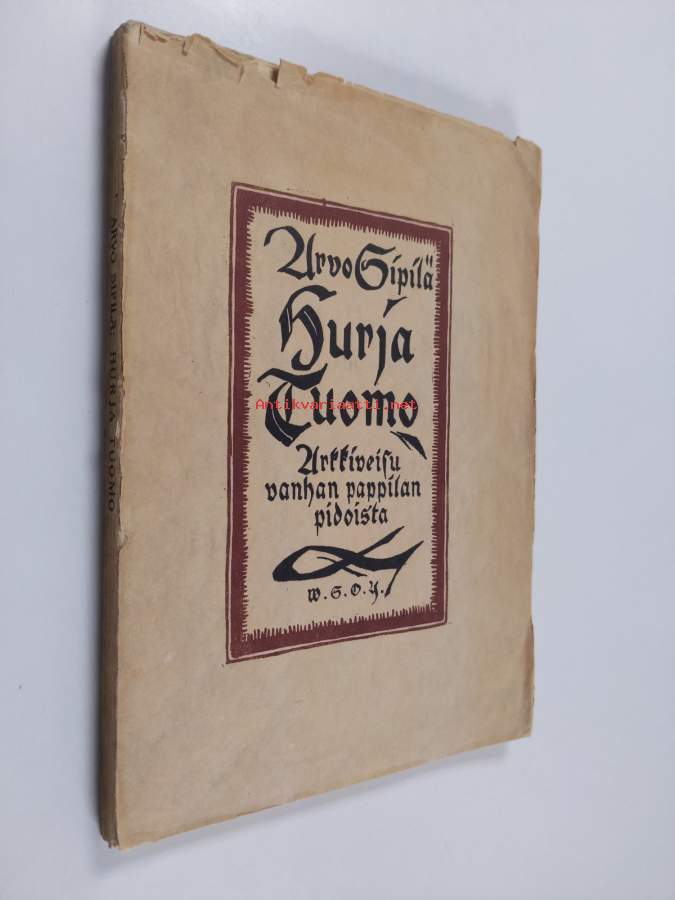 Arvo Sipilä
Hurja
Tuomo
Antikvariaatti.net
Arkkiveisu
vanhan pappilan
pidoista
W.S.O.Y.
ARVO SIPILÄ: HURJA TUOMO